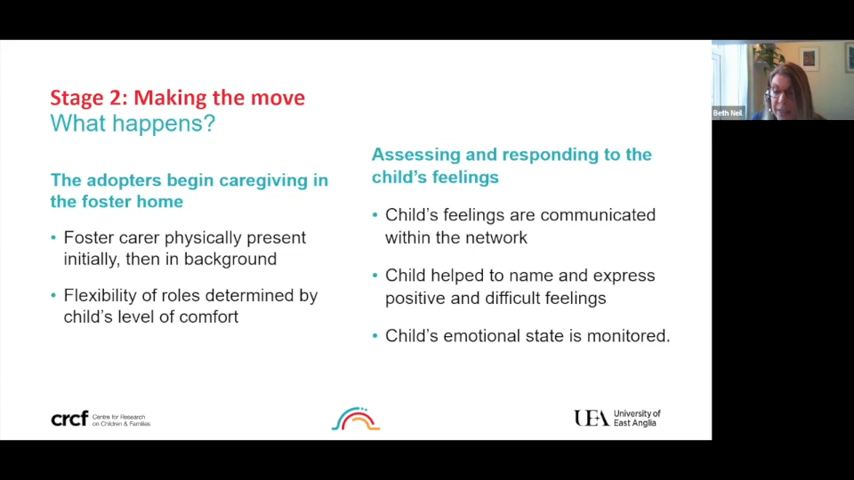 Stage 2: Making the move
What happens?
The adopters begin caregiving in
the foster home
• Foster carer physically present
initially, then in background
• Flexibility of roles determined by
child's level of comfort
Assessing and responding to the
child's feelings
• Child's feelings are communicated
within the network
• Child helped to name and express
positive and difficult feelings
• Child's emotional state is monitored.
crcf Centre for Research
on Children & Families
UEA University of
East Anglia
Beth Neil